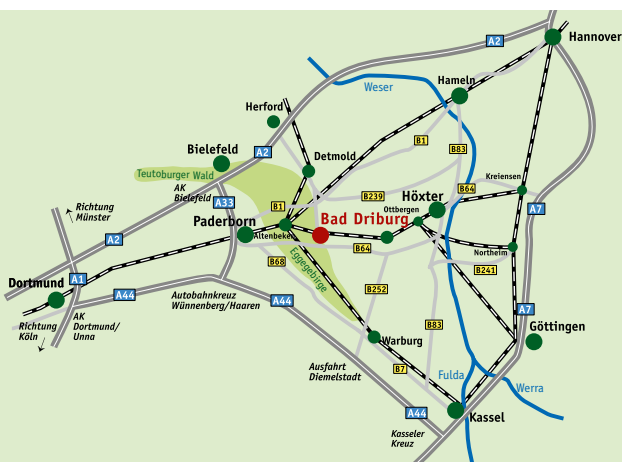 A2
Hannover
Hameln
Weser
Herford
B1
B83
Bielefeld
A2
Detmold
Kreiensen
Teutoburger Wald
AK
Bielefeld
B64
B239
Höxter
A33
Richtung
Münster
B1
Ottbergen
A7
Paderborn
Bad Driburg
Altenbeken
A2
B64
Northeim
Eggegebirge
B68
B241
A1
Dortmund
B252
A44
Autobahnkreuz
Wünnenberg/Haaren
A44
A7
AK
Dortmund/
Unna
Richtung
Köln
B83
Göttingen
Warburg
Ausfahrt
Diemelstadt
B7
Fulda
Werra
A44
Kassel
Kasseler
Kreuz